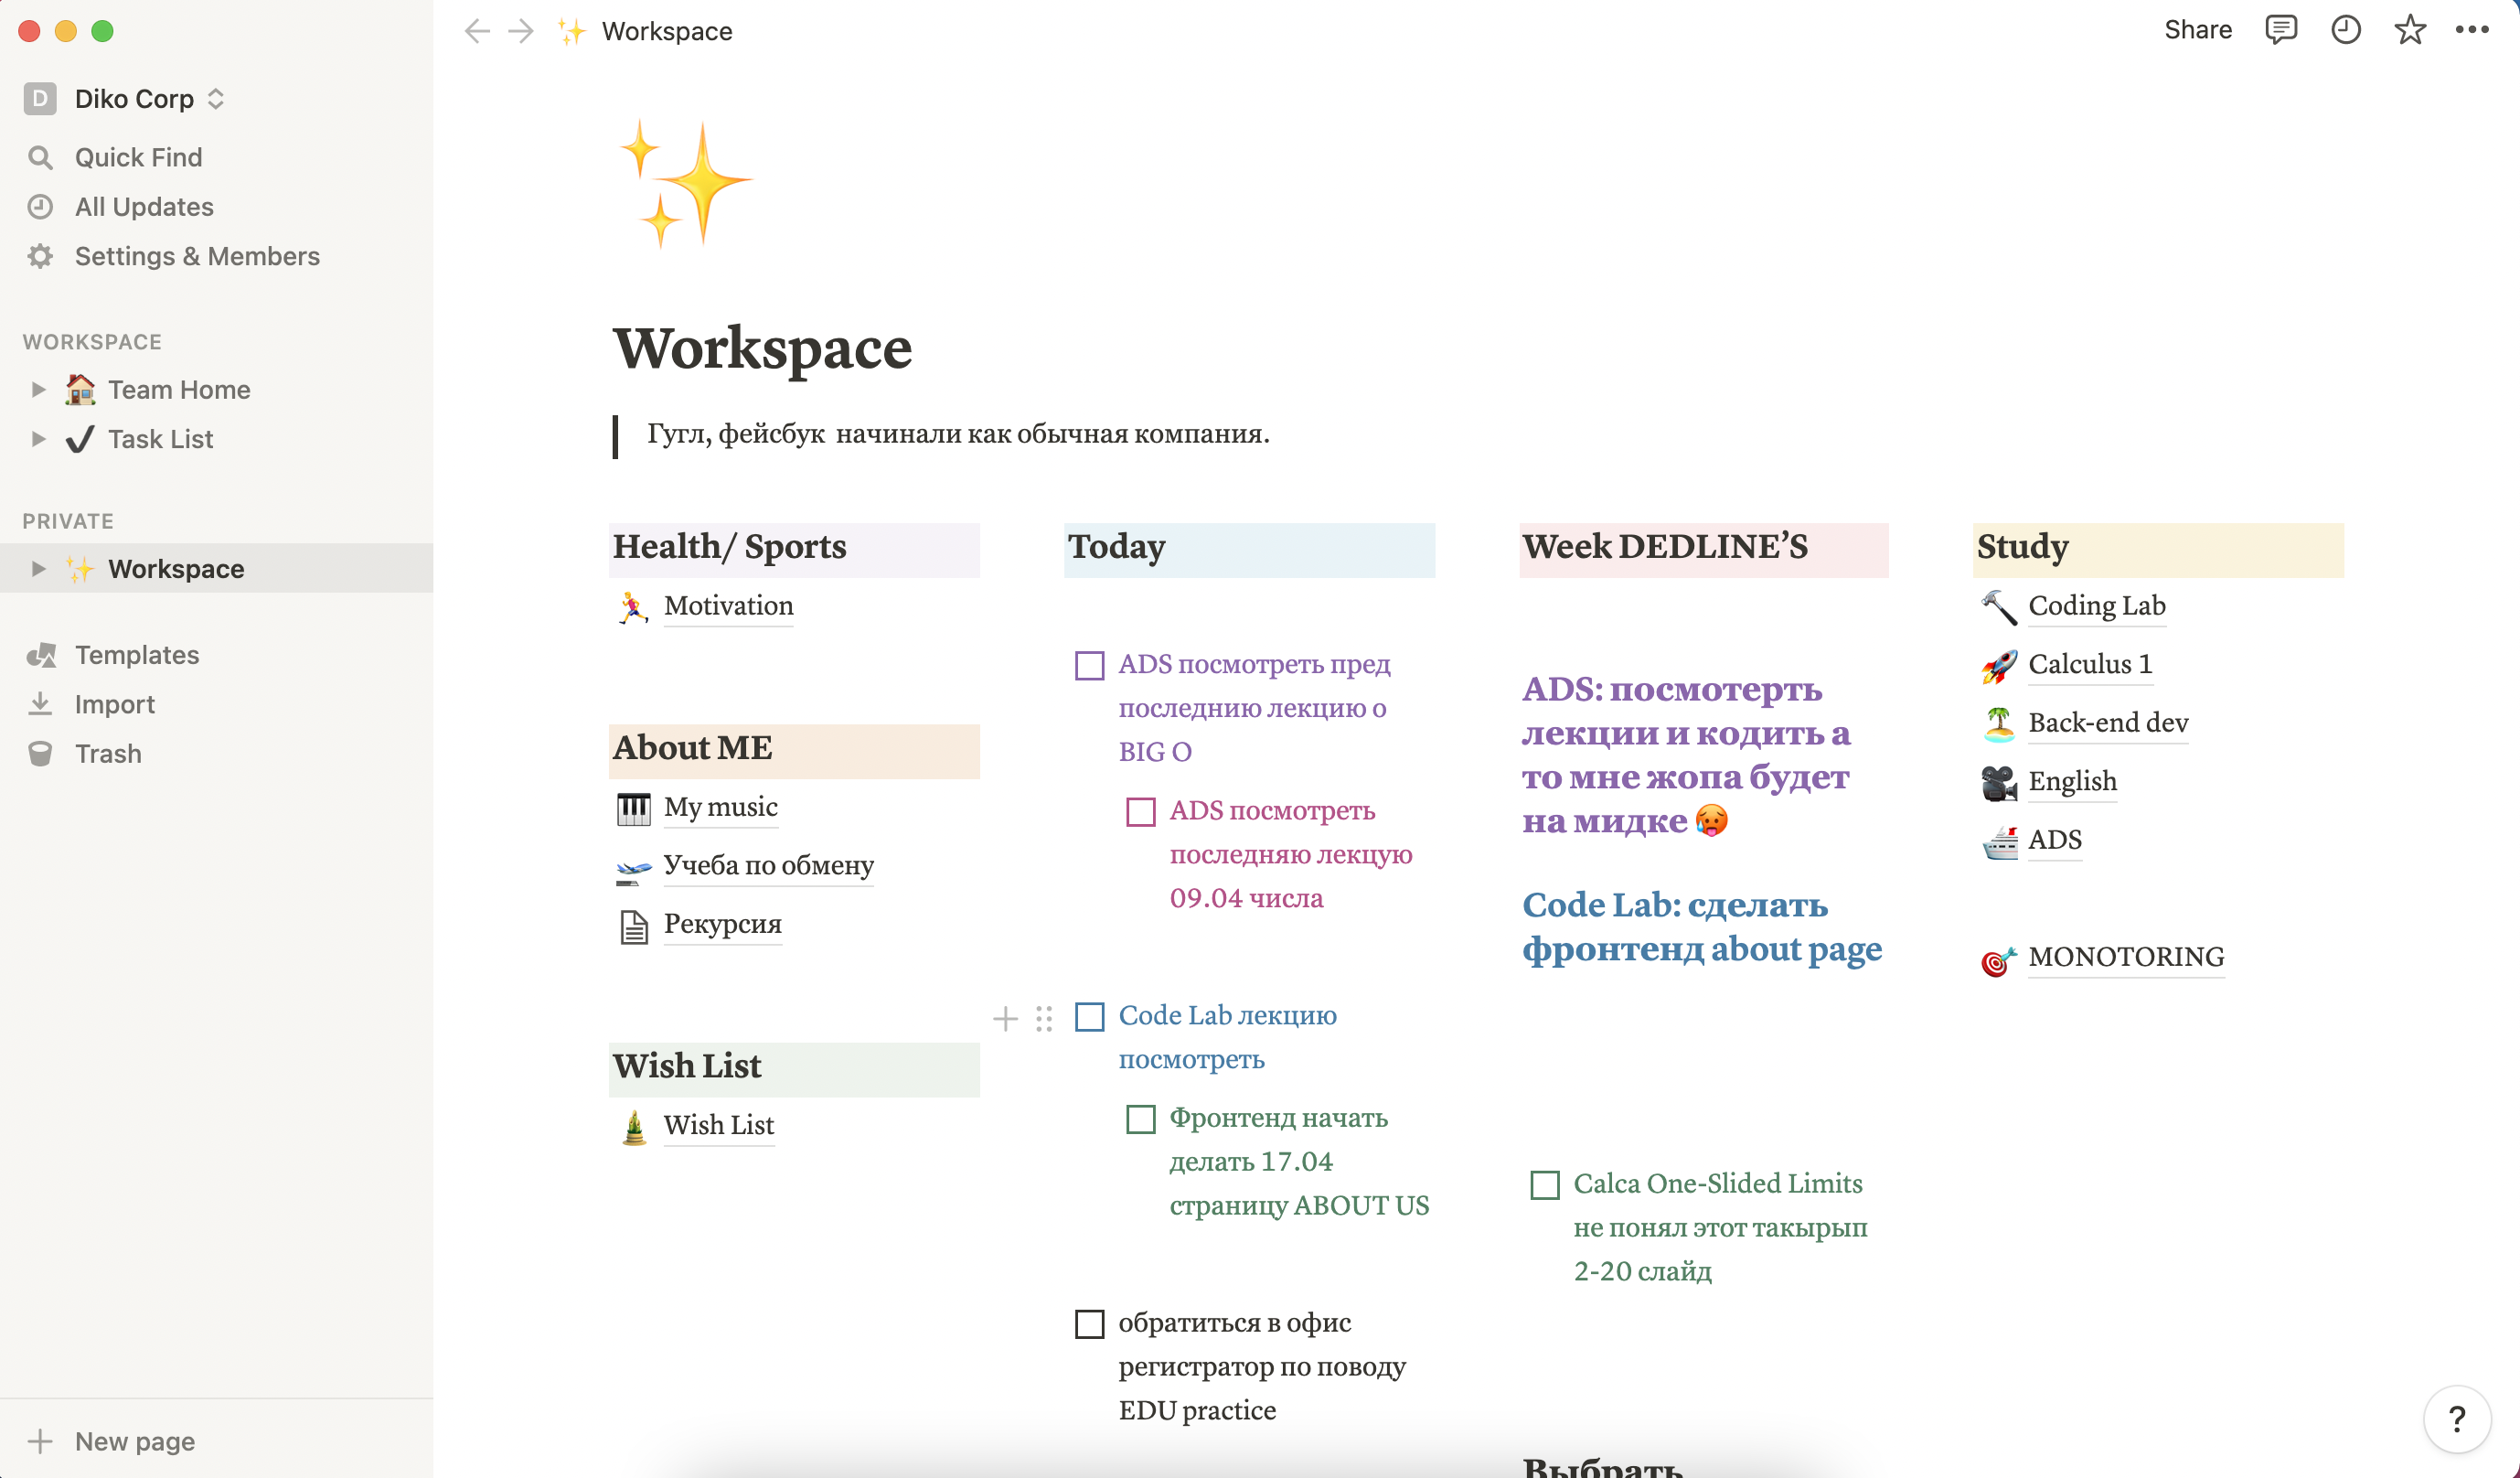 Workspace
Share
D
Diko Corp
Quick Find
All Updates
Settings & Members
WORKSPACE
Team Home
Task List
PRIVATE
Workspace
Templates
Import
Trash
New page
Workspace
Гугл, фейсбук начинали как обычная компания.
Health/ Sports
Motivation
About ME
My music
Учеба по обмену
Рекурсия
Wish List
Wish List
Today
ADS посмотреть пред
последнию лекцию о
BIG O
ADS посмотреть
последняю лекцую
09.04 числа
Code Lab лекцию
посмотреть
Фронтенд начать
делать 17.04
страницу ABOUT US
обратиться в офис
регистратор по поводу
EDU practice
Week DEDLINE’S
ADS: посмотерть
лекции и кодить а
то мне жопа будет
на мидке
Code Lab: сделать
фронтенд about page
Calca One-Slided Limits
не понял этот такырып
2-20 слайд
Выбрать
Study
Coding Lab
Calculus 1
Back-end dev
English
ADS
MONOTORING
?